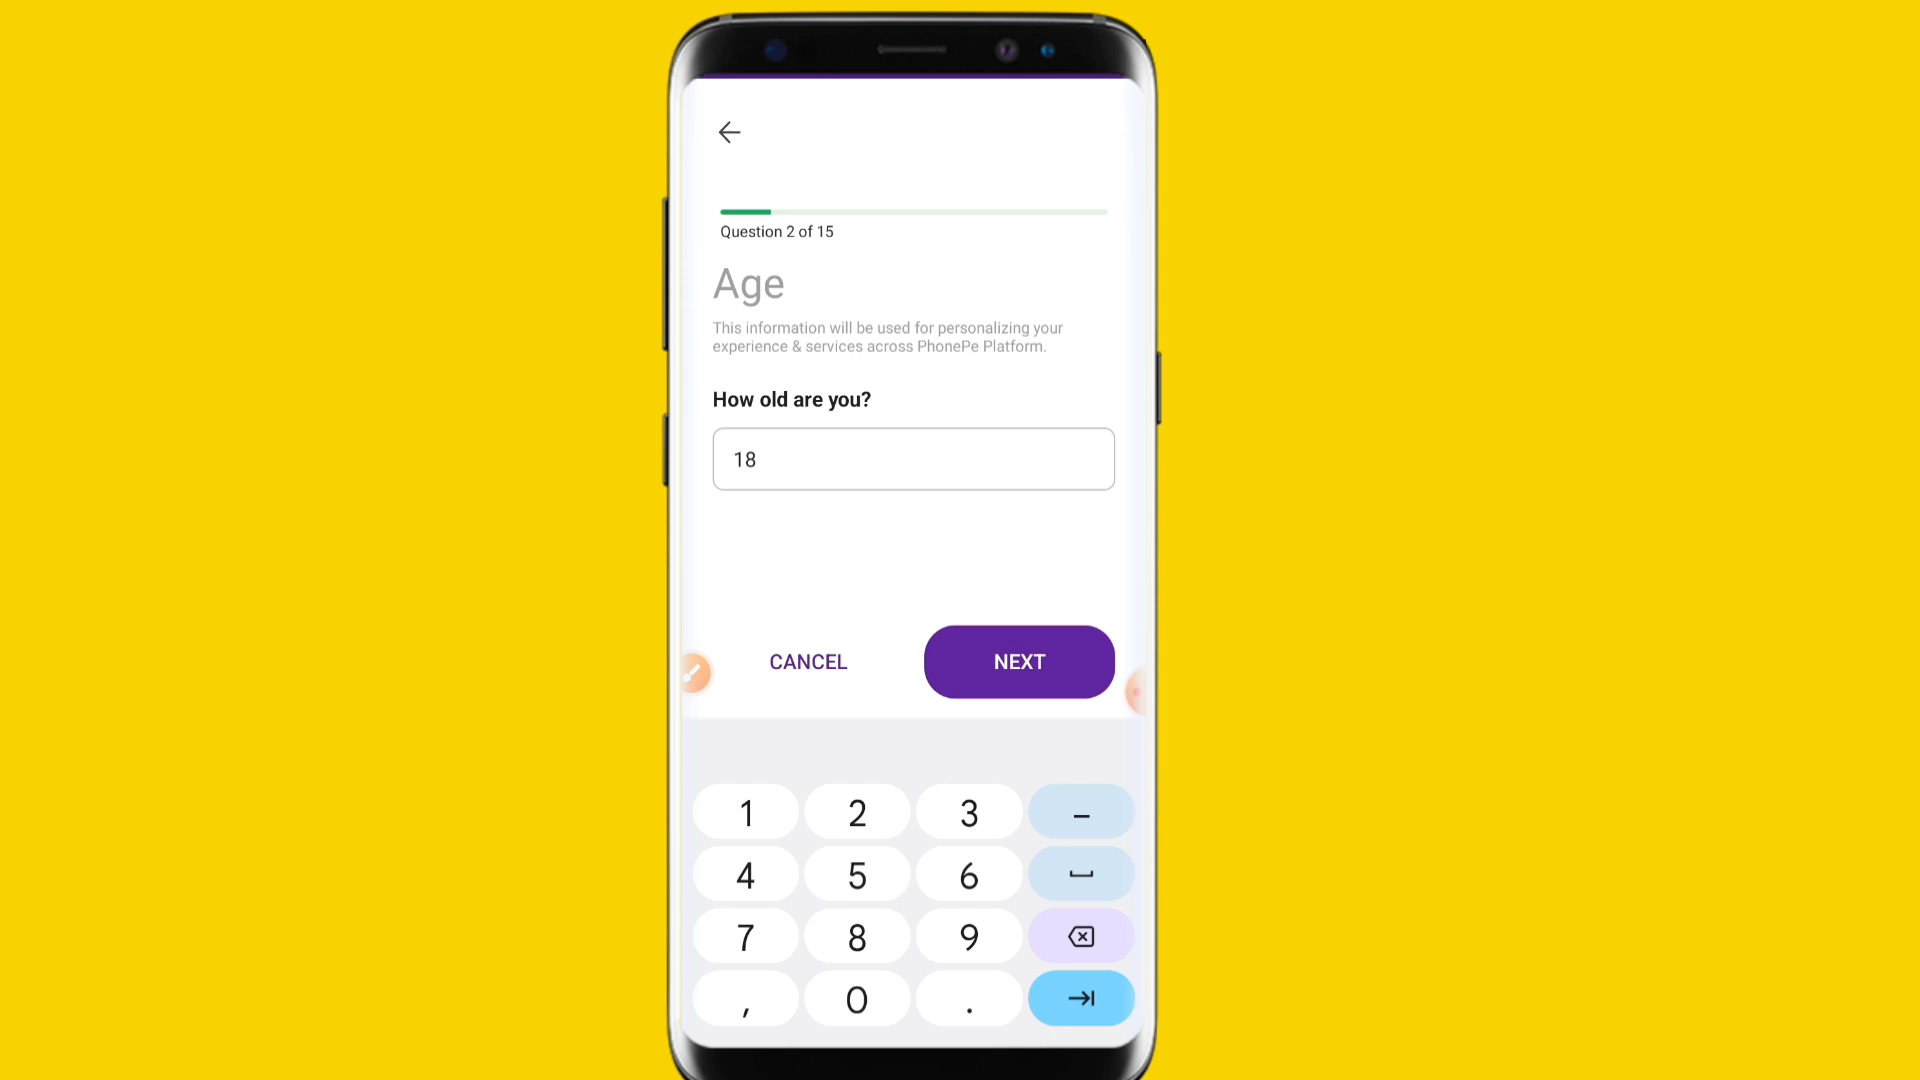 Question 2 of 15
Age
This information will be used for personalizing your
experience & services across PhonePe Platform.
How old are you?
18
CANCEL NEXT
1 2 3 –
4 5 6
7 8 9
, 0 .